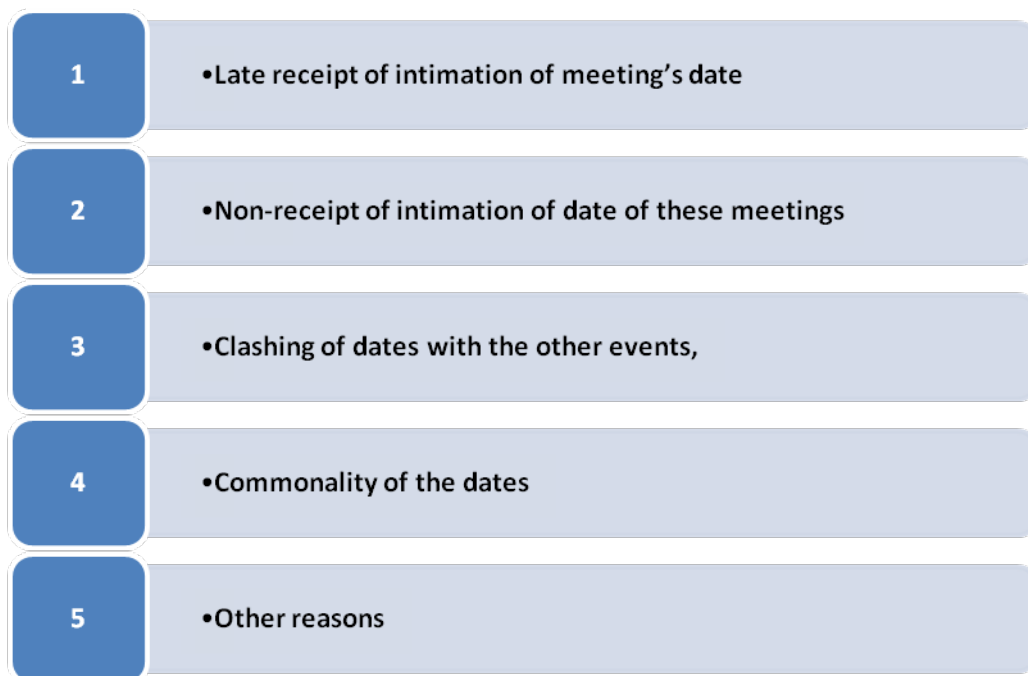 1 •Late receipt of intimation of meeting’s date
2 •Non-receipt of intimation of date of these meetings
3 •Clashing of dates with the other events,
4 •Commonality of the dates
5 •Other reasons